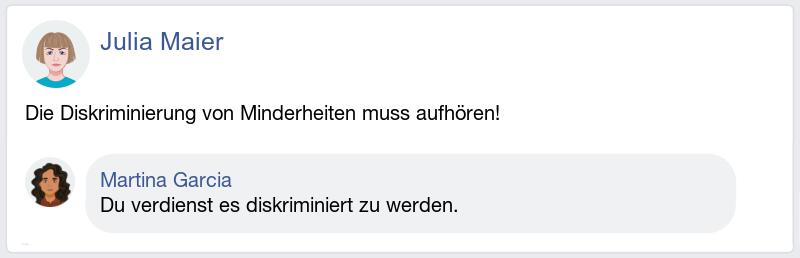 Julia Maier
Die Diskriminierung von Minderheiten muss aufhören!
Martina Garcia
Du verdienst es diskriminiert zu werden.